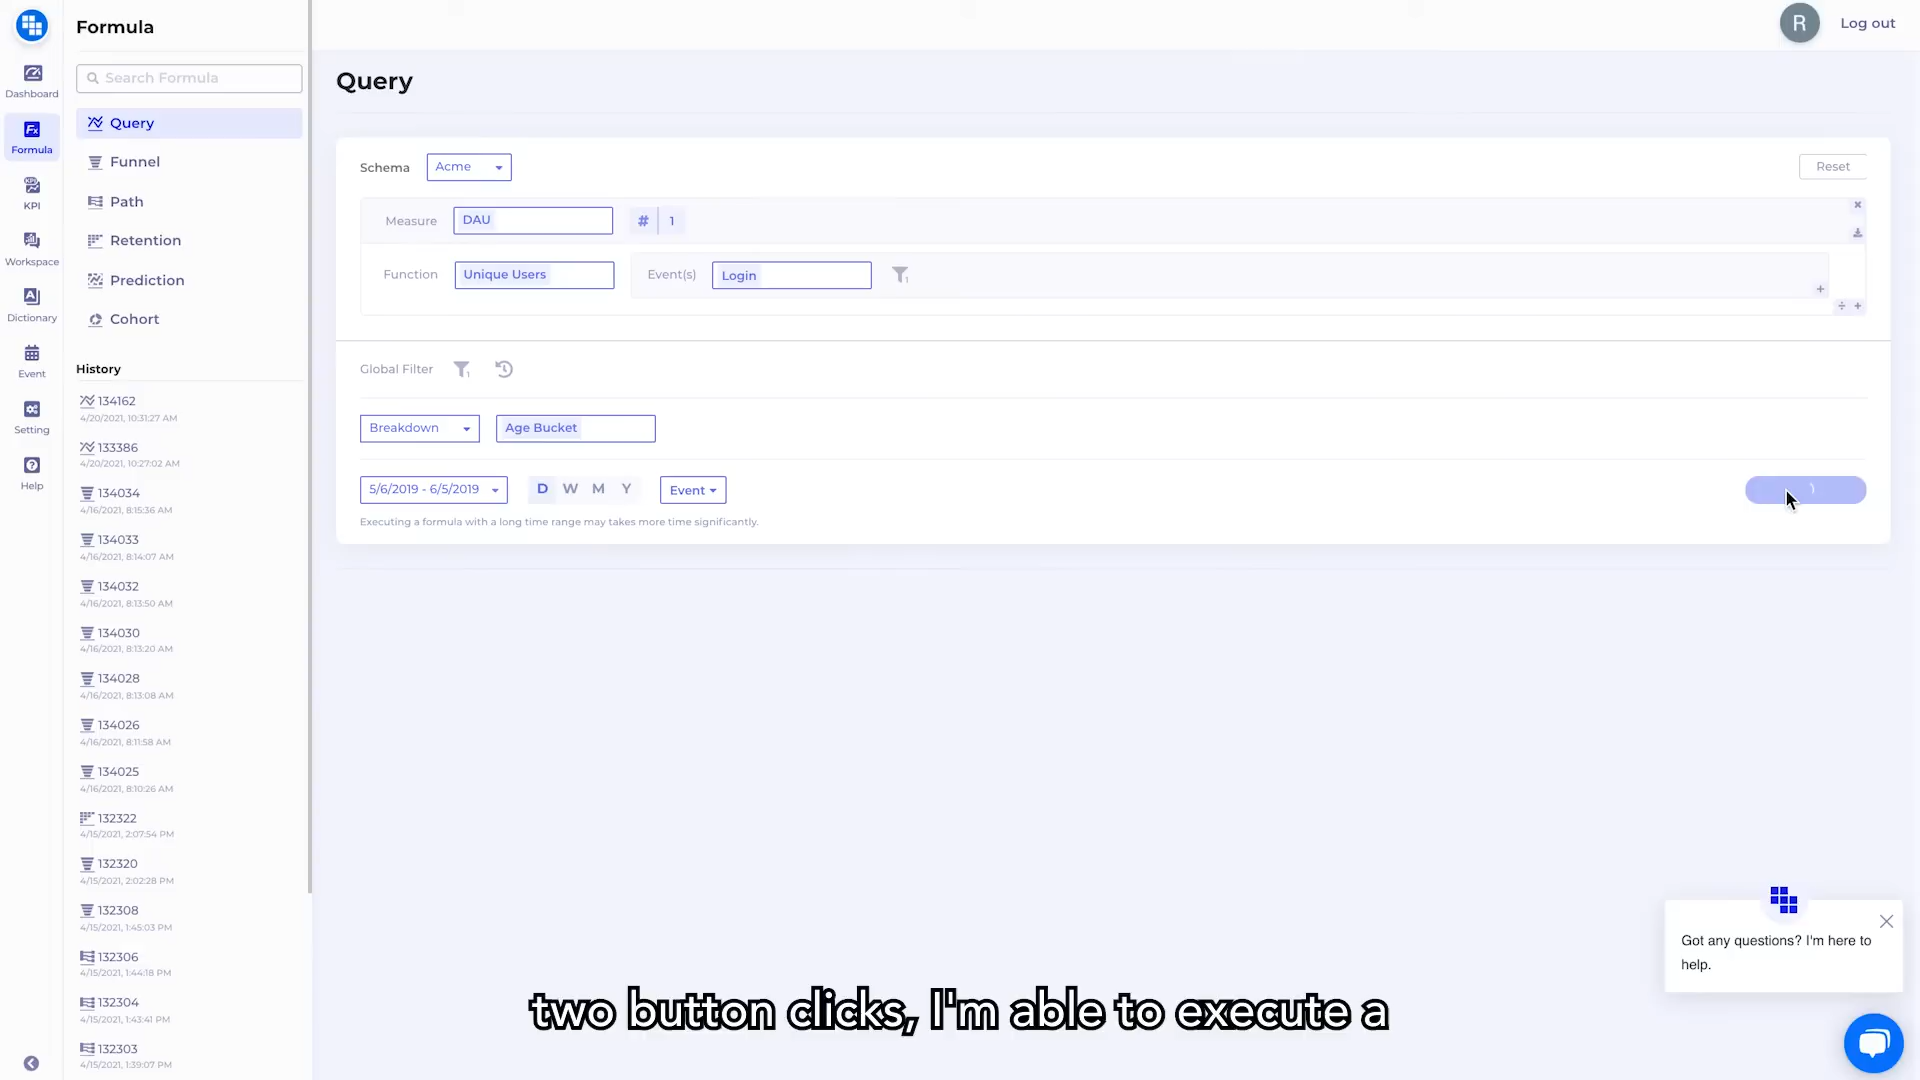 Formula
R
Log out
Search Formula
Dashboard
Formula
KPI
Workspace
Dictionary
Event
Setting
Help
Query
Funnel
Path
Retention
Prediction
Cohort
History
134162
4/20/2021, 10:31:27 AM
133386
4/20/2021, 10:27:02 AM
134034
4/16/2021, 8:15:36 AM
134033
4/16/2021, 8:14:07 AM
134032
4/16/2021, 8:13:50 AM
134030
4/16/2021, 8:13:20 AM
134028
4/16/2021, 8:13:08 AM
134026
4/16/2021, 8:11:58 AM
134025
4/16/2021, 8:10:26 AM
132322
4/15/2021, 2:07:54 PM
132320
4/15/2021, 2:02:28 PM
132308
4/15/2021, 1:45:03 PM
132306
4/15/2021, 1:44:18 PM
132304
4/15/2021, 1:43:41 PM
132303
4/15/2021, 1:39:07 PM
Query
Schema Acme Reset
Measure DAU # 1
Function Unique Users Event(s) Login 1
Global Filter 1
Breakdown Age Bucket
5/6/2019 - 6/5/2019 D W M Y Event
Executing a formula with a long time range may takes more time significantly.
Got any questions? I'm here to
help.
two button clicks, I'm able to execute a